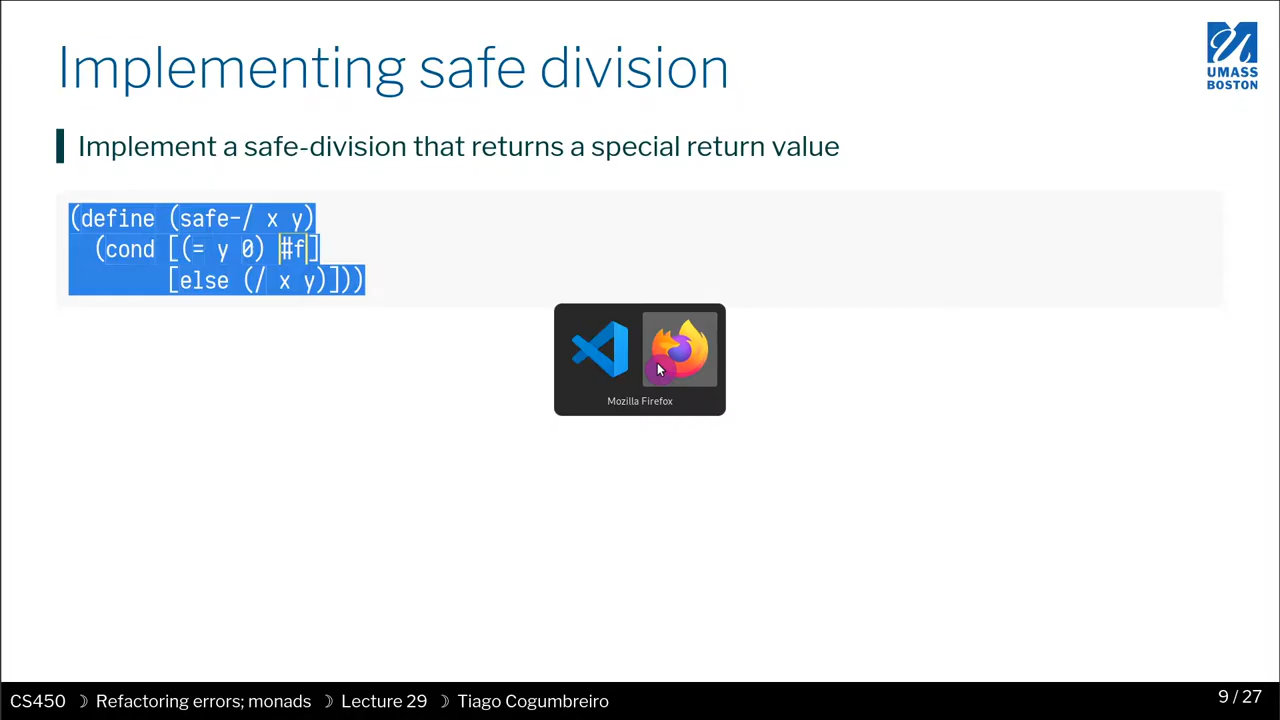 Implementing safe division
UMASS
BOSTON
Implement a safe-division that returns a special return value
(define (safe-/ x y)
  (cond [(= y 0) #f]
        [else (/ x y)]))
Mozilla Firefox
CS450 ☽ Refactoring errors; monads ☽ Lecture 29 ☽ Tiago Cogumbreiro
9 / 27